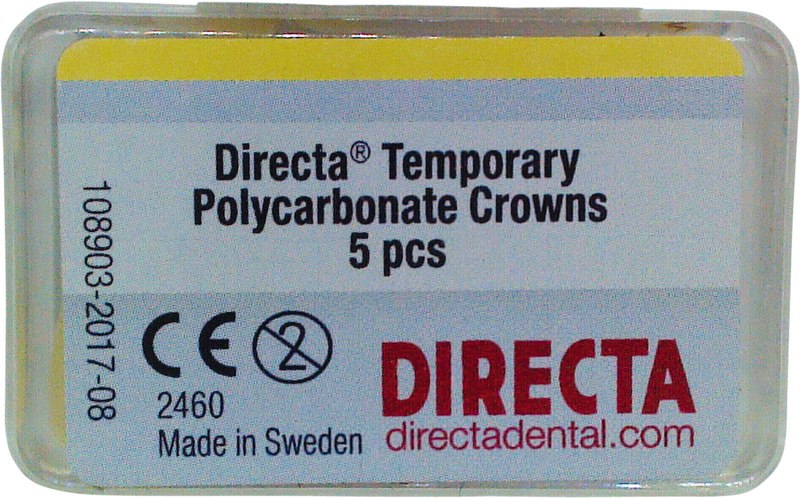 Directa® Temporary
Polycarbonate Crowns
5 pcs
108903-2017-08
CE 2
2460
Made in Sweden
DIRECTA
directadental.com